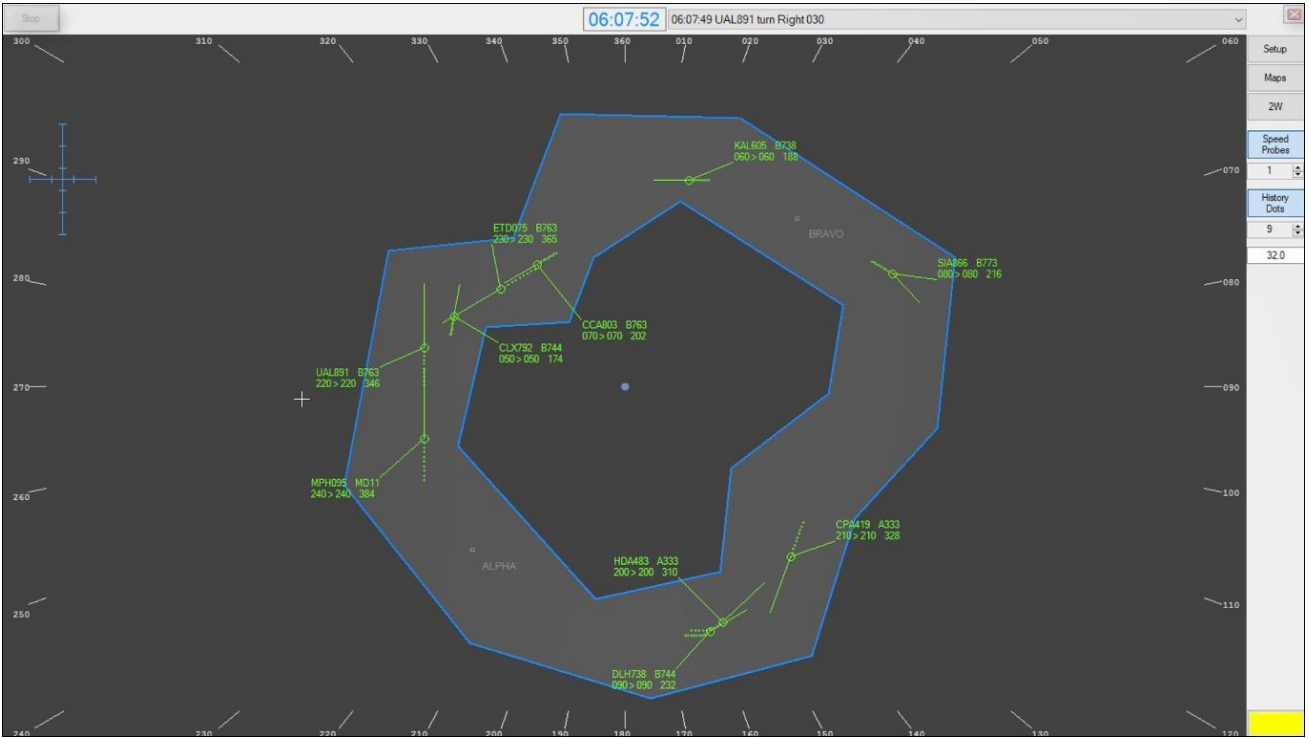 Stop
06:07:52
06:07:49 UAL891 turn Right 030
300
310
320
330
340
350
360
010
020
030
040
050
060
Setup
Maps
2W
Speed
Probes
1
History
Dots
9
32.0
290
280
270
260
250
240
070
080
090
100
110
120
KAL605 B738
060>060 188
BRAVO
ETD075 B763
230>230 365
SIA866 B773
080>080 216
CCA803 B763
070>070 202
CLX792 B744
050>050 174
UAL891 B763
220>220 346
MPH095 MD11
240>240 384
CPA419 A333
210>210 328
ALPHA
HDA483 A333
200>200 310
DLH738 B744
090>090 232
230
220
210
200
190
180
170
160
150
140
130